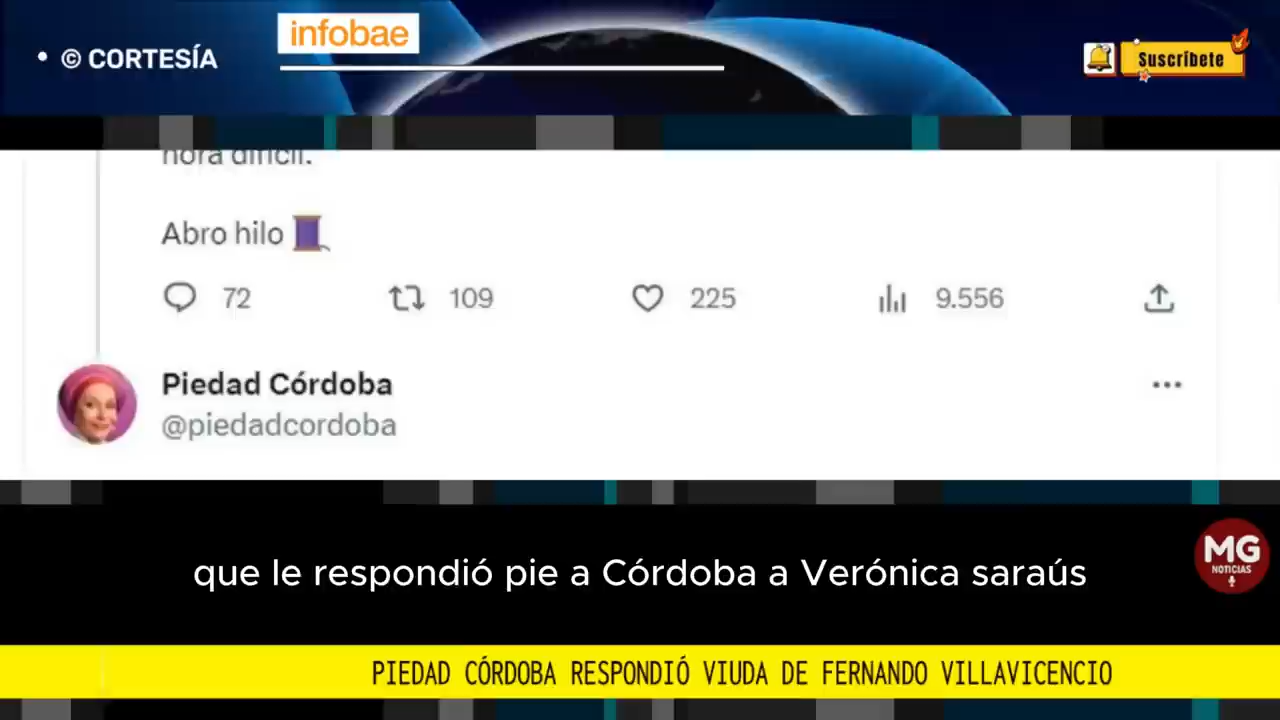 • © CORTESÍA
infobae
Suscríbete
hora difícil.
Abro hilo
72 109 225 9.556
Piedad Córdoba
@piedadcordoba
que le respondió pie a Córdoba a Verónica saraús
MG
NOTICIAS
PIEDAD CÓRDOBA RESPONDIÓ VIUDA DE FERNANDO VILLAVICENCIO